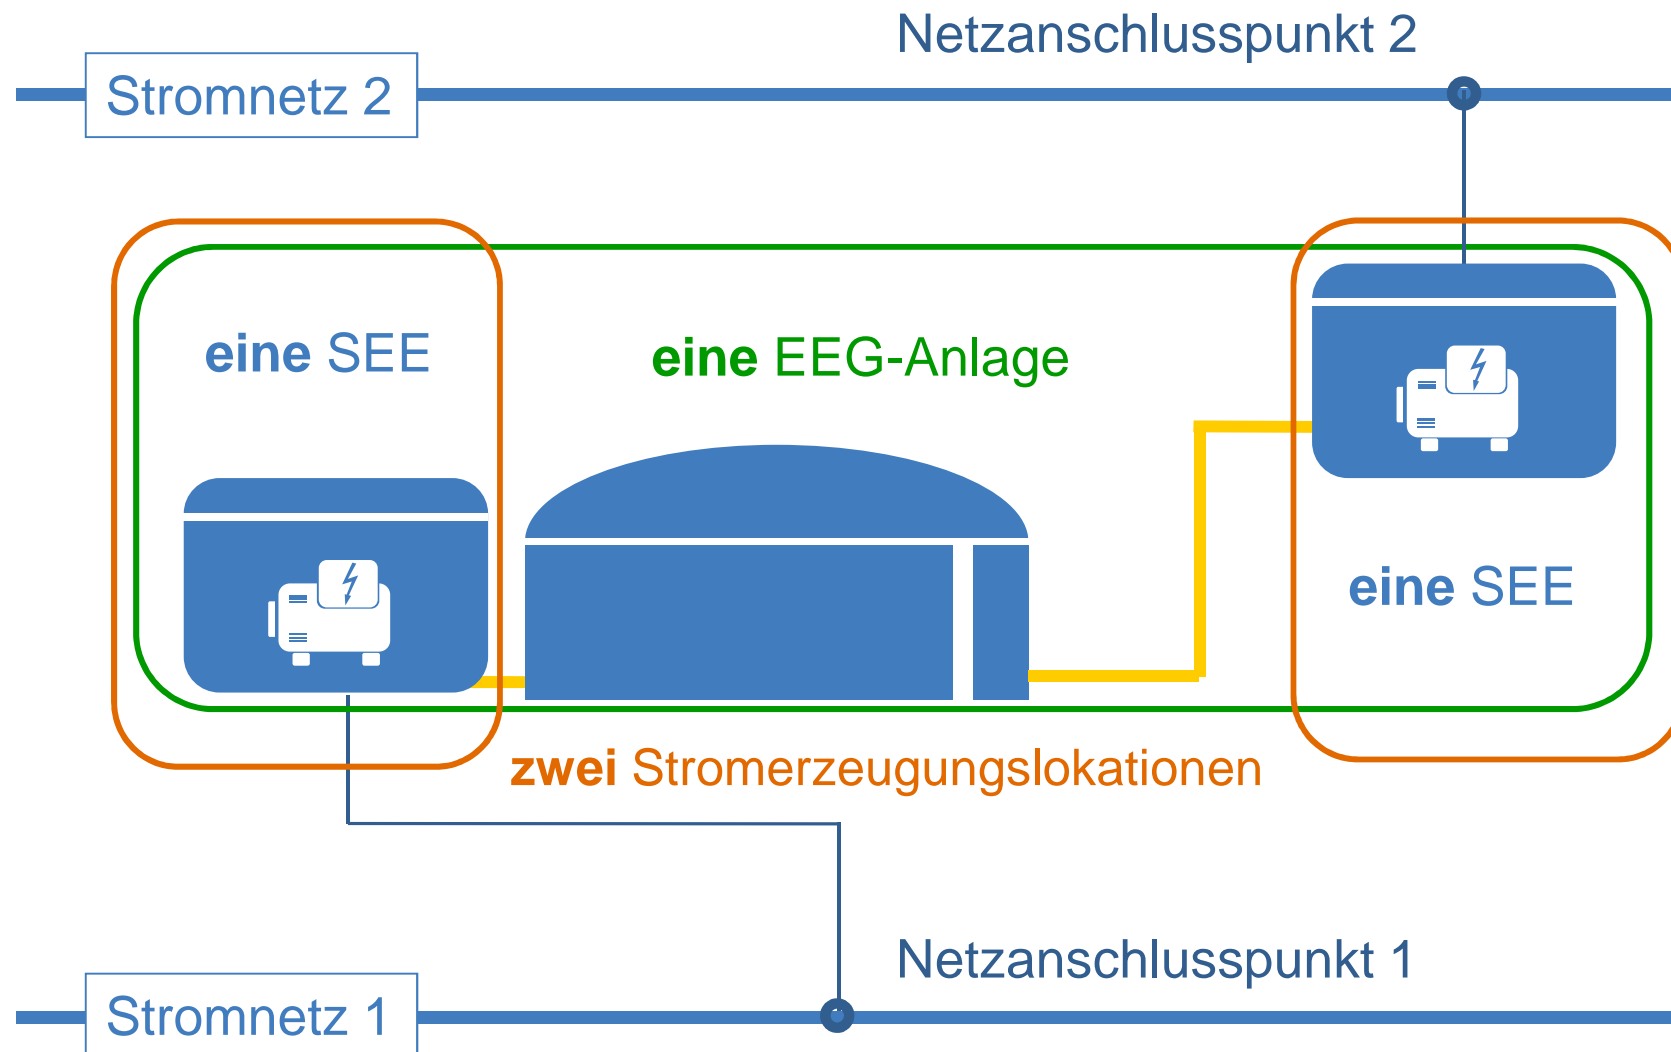 Netzanschlusspunkt 2
Stromnetz 2
eine SEE
eine EEG-Anlage
eine SEE
zwei Stromerzeugungslokationen
Netzanschlusspunkt 1
Stromnetz 1